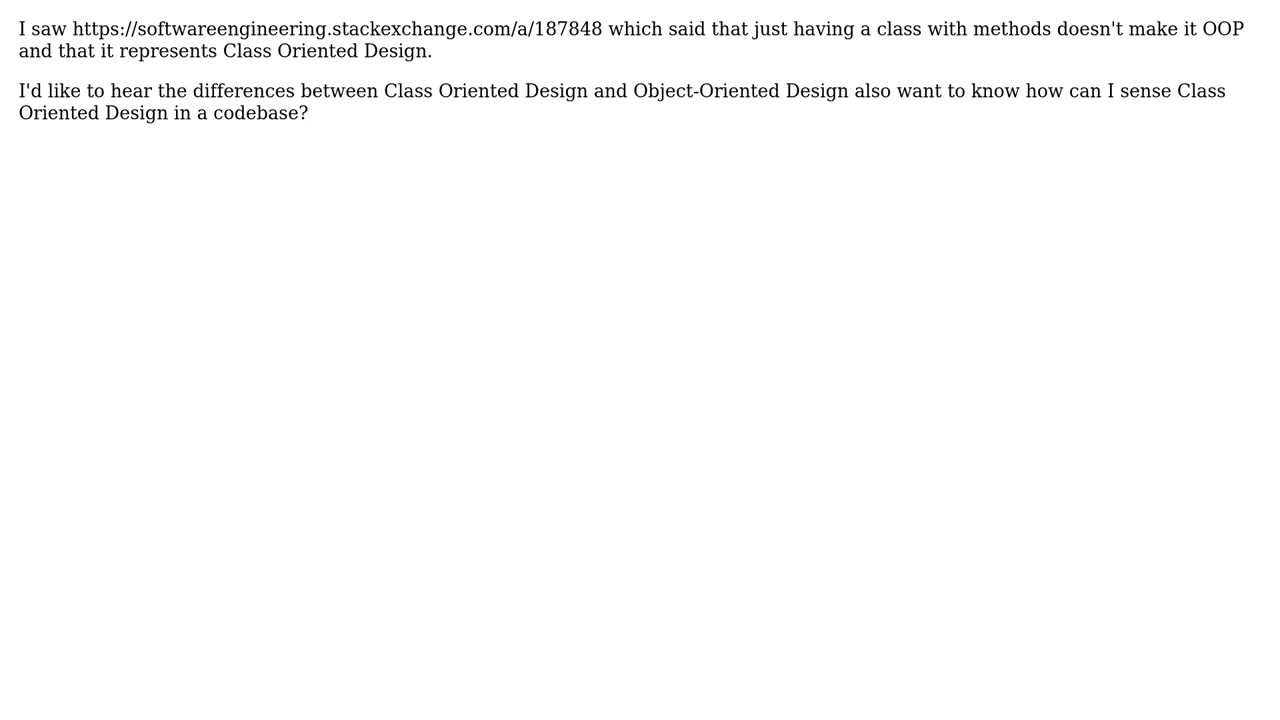 I saw https://softwareengineering.stackexchange.com/a/187848 which said that just having a class with methods doesn't make it OOP
and that it represents Class Oriented Design.
I'd like to hear the differences between Class Oriented Design and Object-Oriented Design also want to know how can I sense Class
Oriented Design in a codebase?